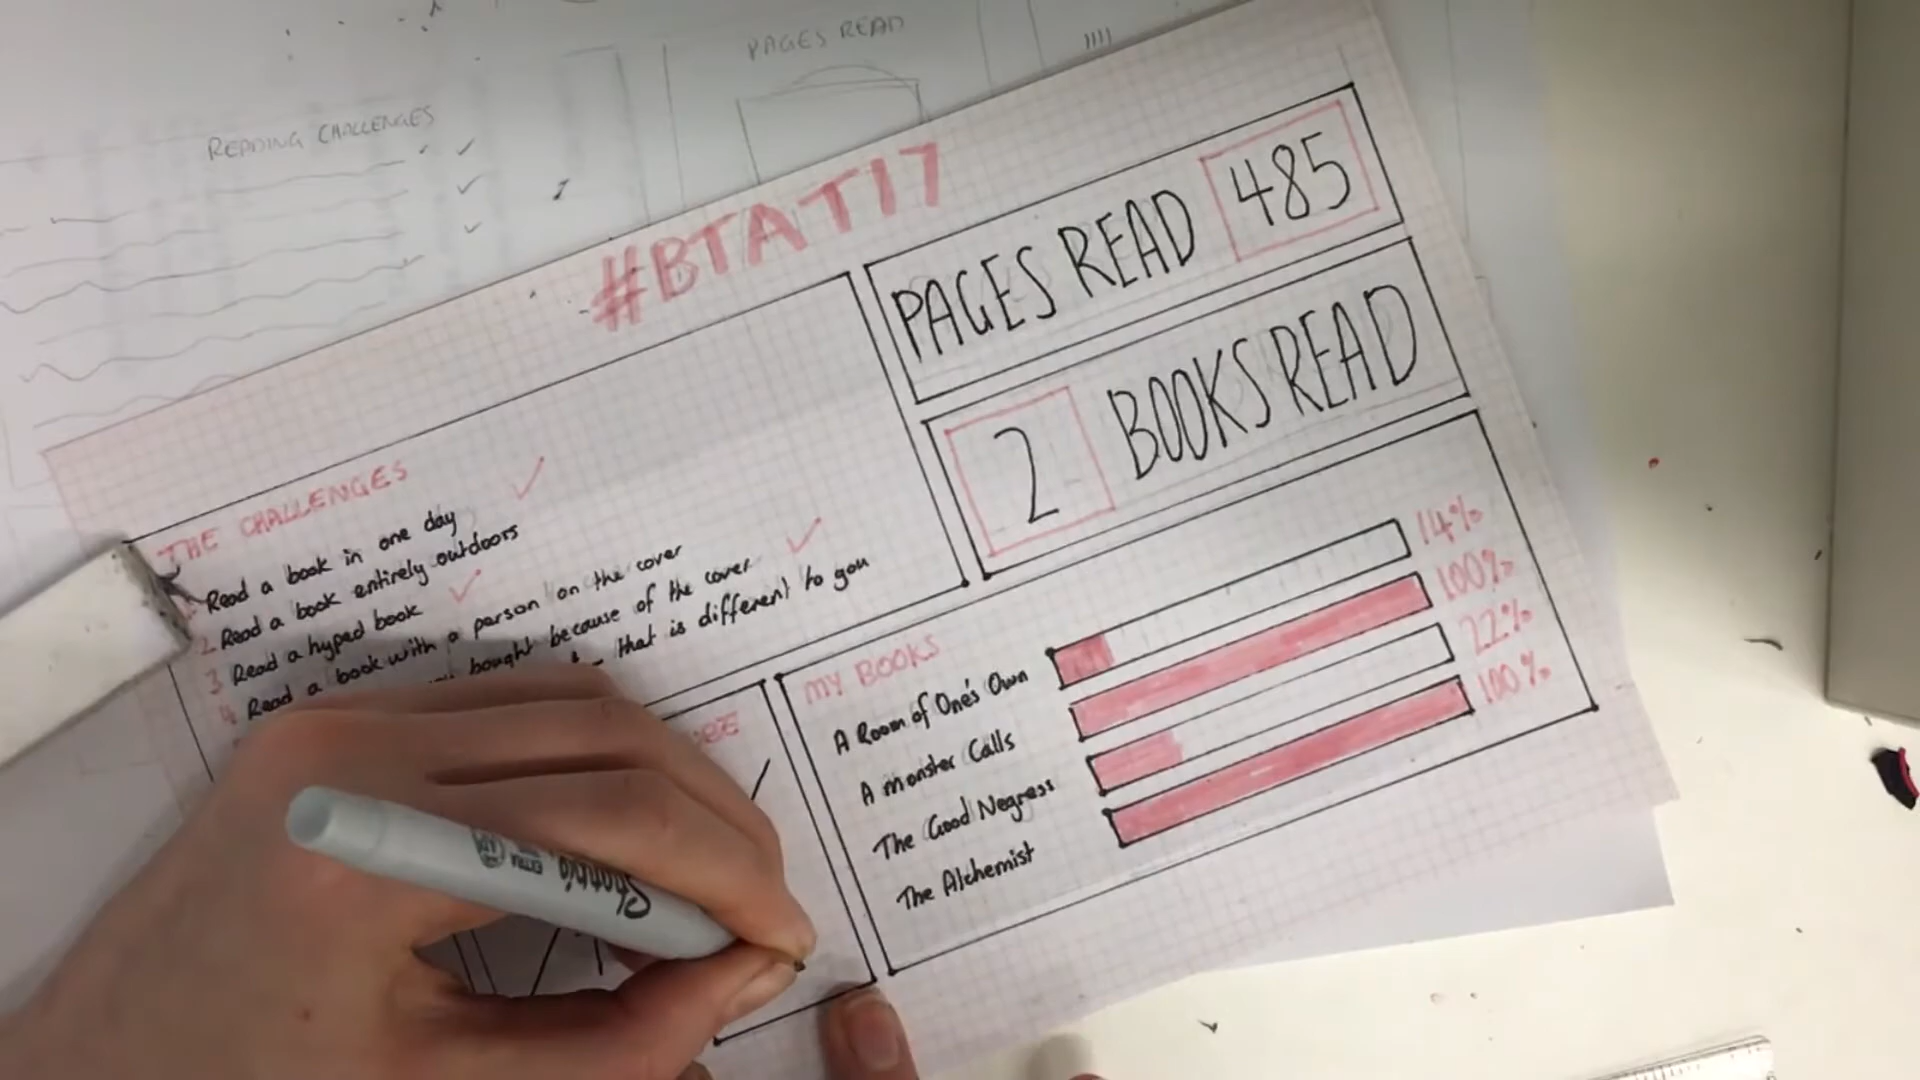 PAGES READ
READING CHALLENGES
#BTAT17
PAGES READ 485
2 BOOKS READ
THE CHALLENGES
Read a book in one day
2 Read a book entirely outdoors
3 Read a hyped book
4 Read a book with a person on the cover
bought because of the cover
that is different to you
MY BOOKS
A Room of One's Own 14%
A Monster Calls 100%
The Good Negress 22%
The Alchemist 100%
Sharpie
EXTRA